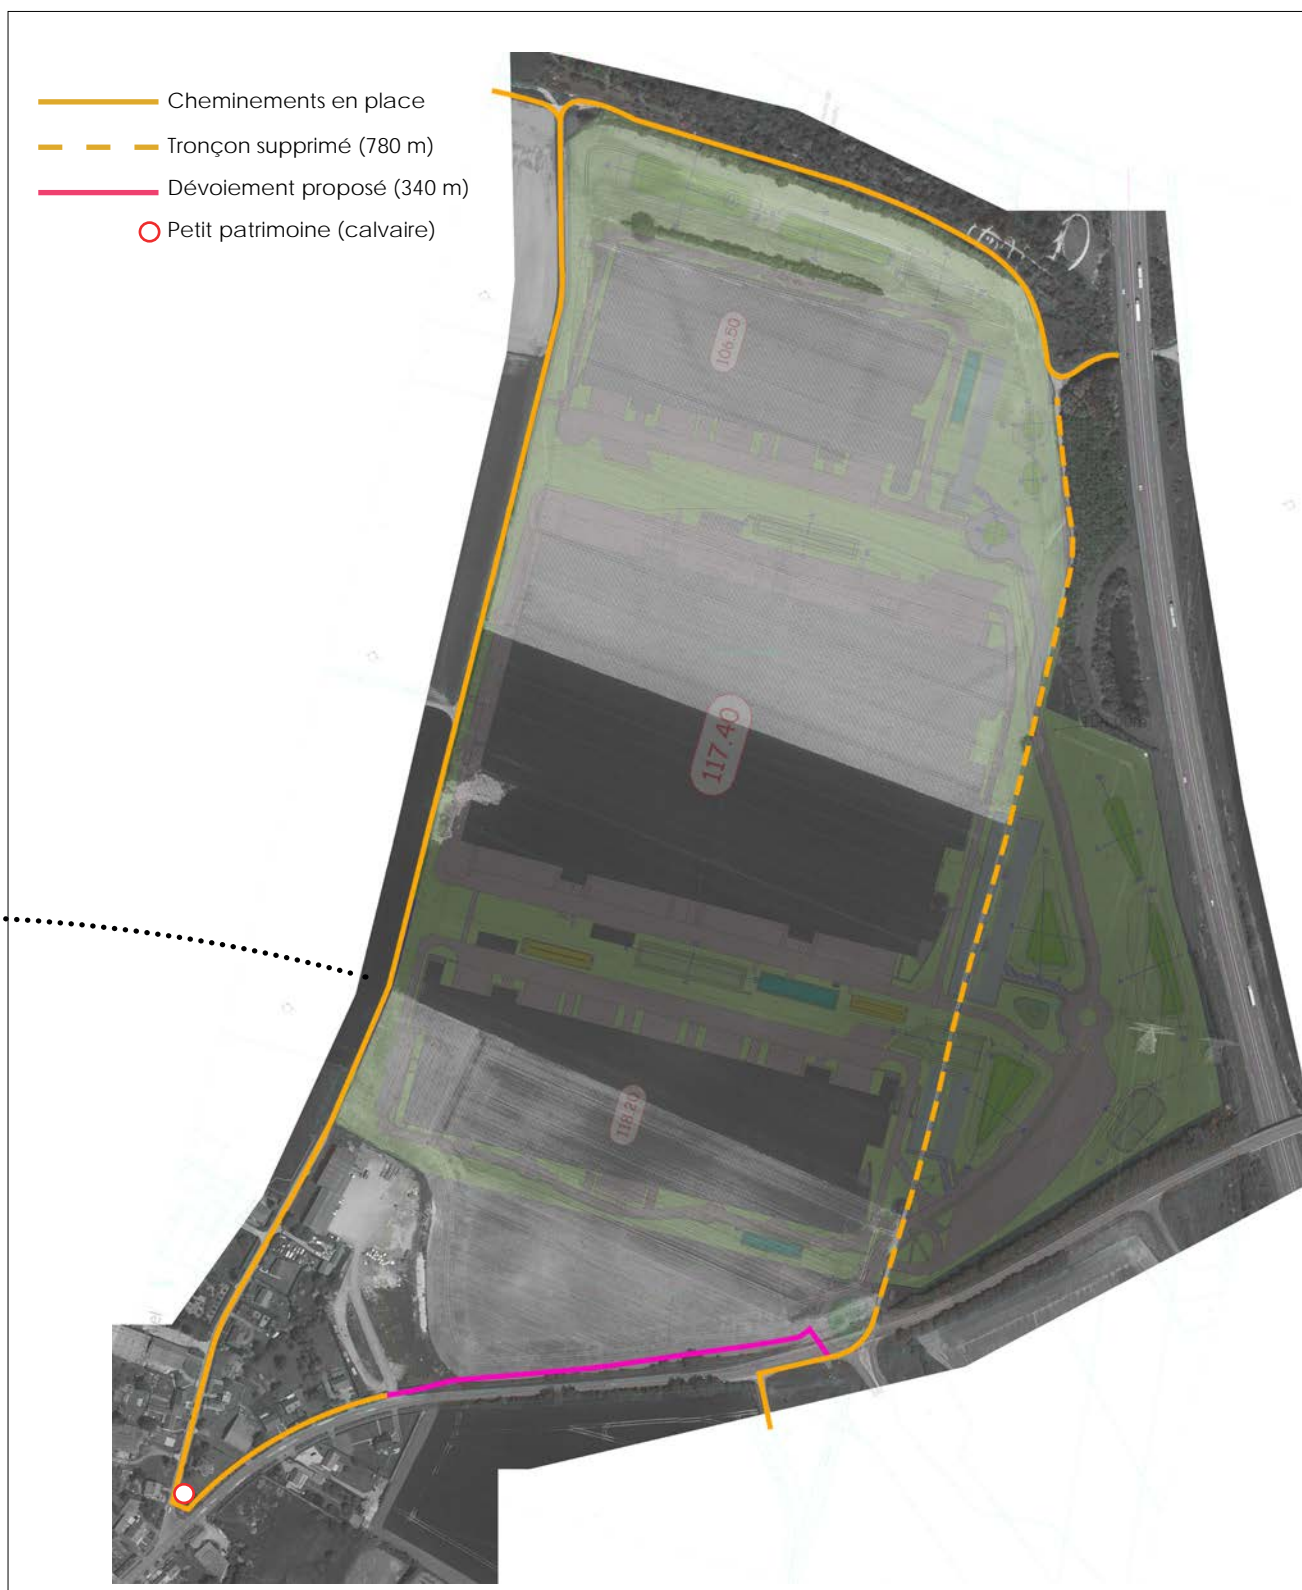 Cheminements en place
Tronçon supprimé (780 m)
Dévoiement proposé (340 m)
Petit patrimoine (calvaire)
106.50
117.40
118.20